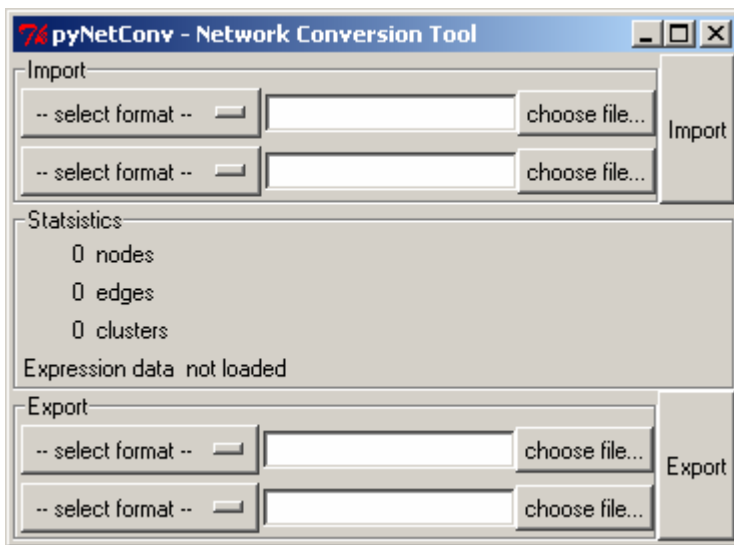 pyNetConv - Network Conversion Tool
Import
-- select format -- choose file...
Import
-- select format -- choose file...
Statsistics
0 nodes
0 edges
0 clusters
Expression data not loaded
Export
-- select format -- choose file...
Export
-- select format -- choose file...